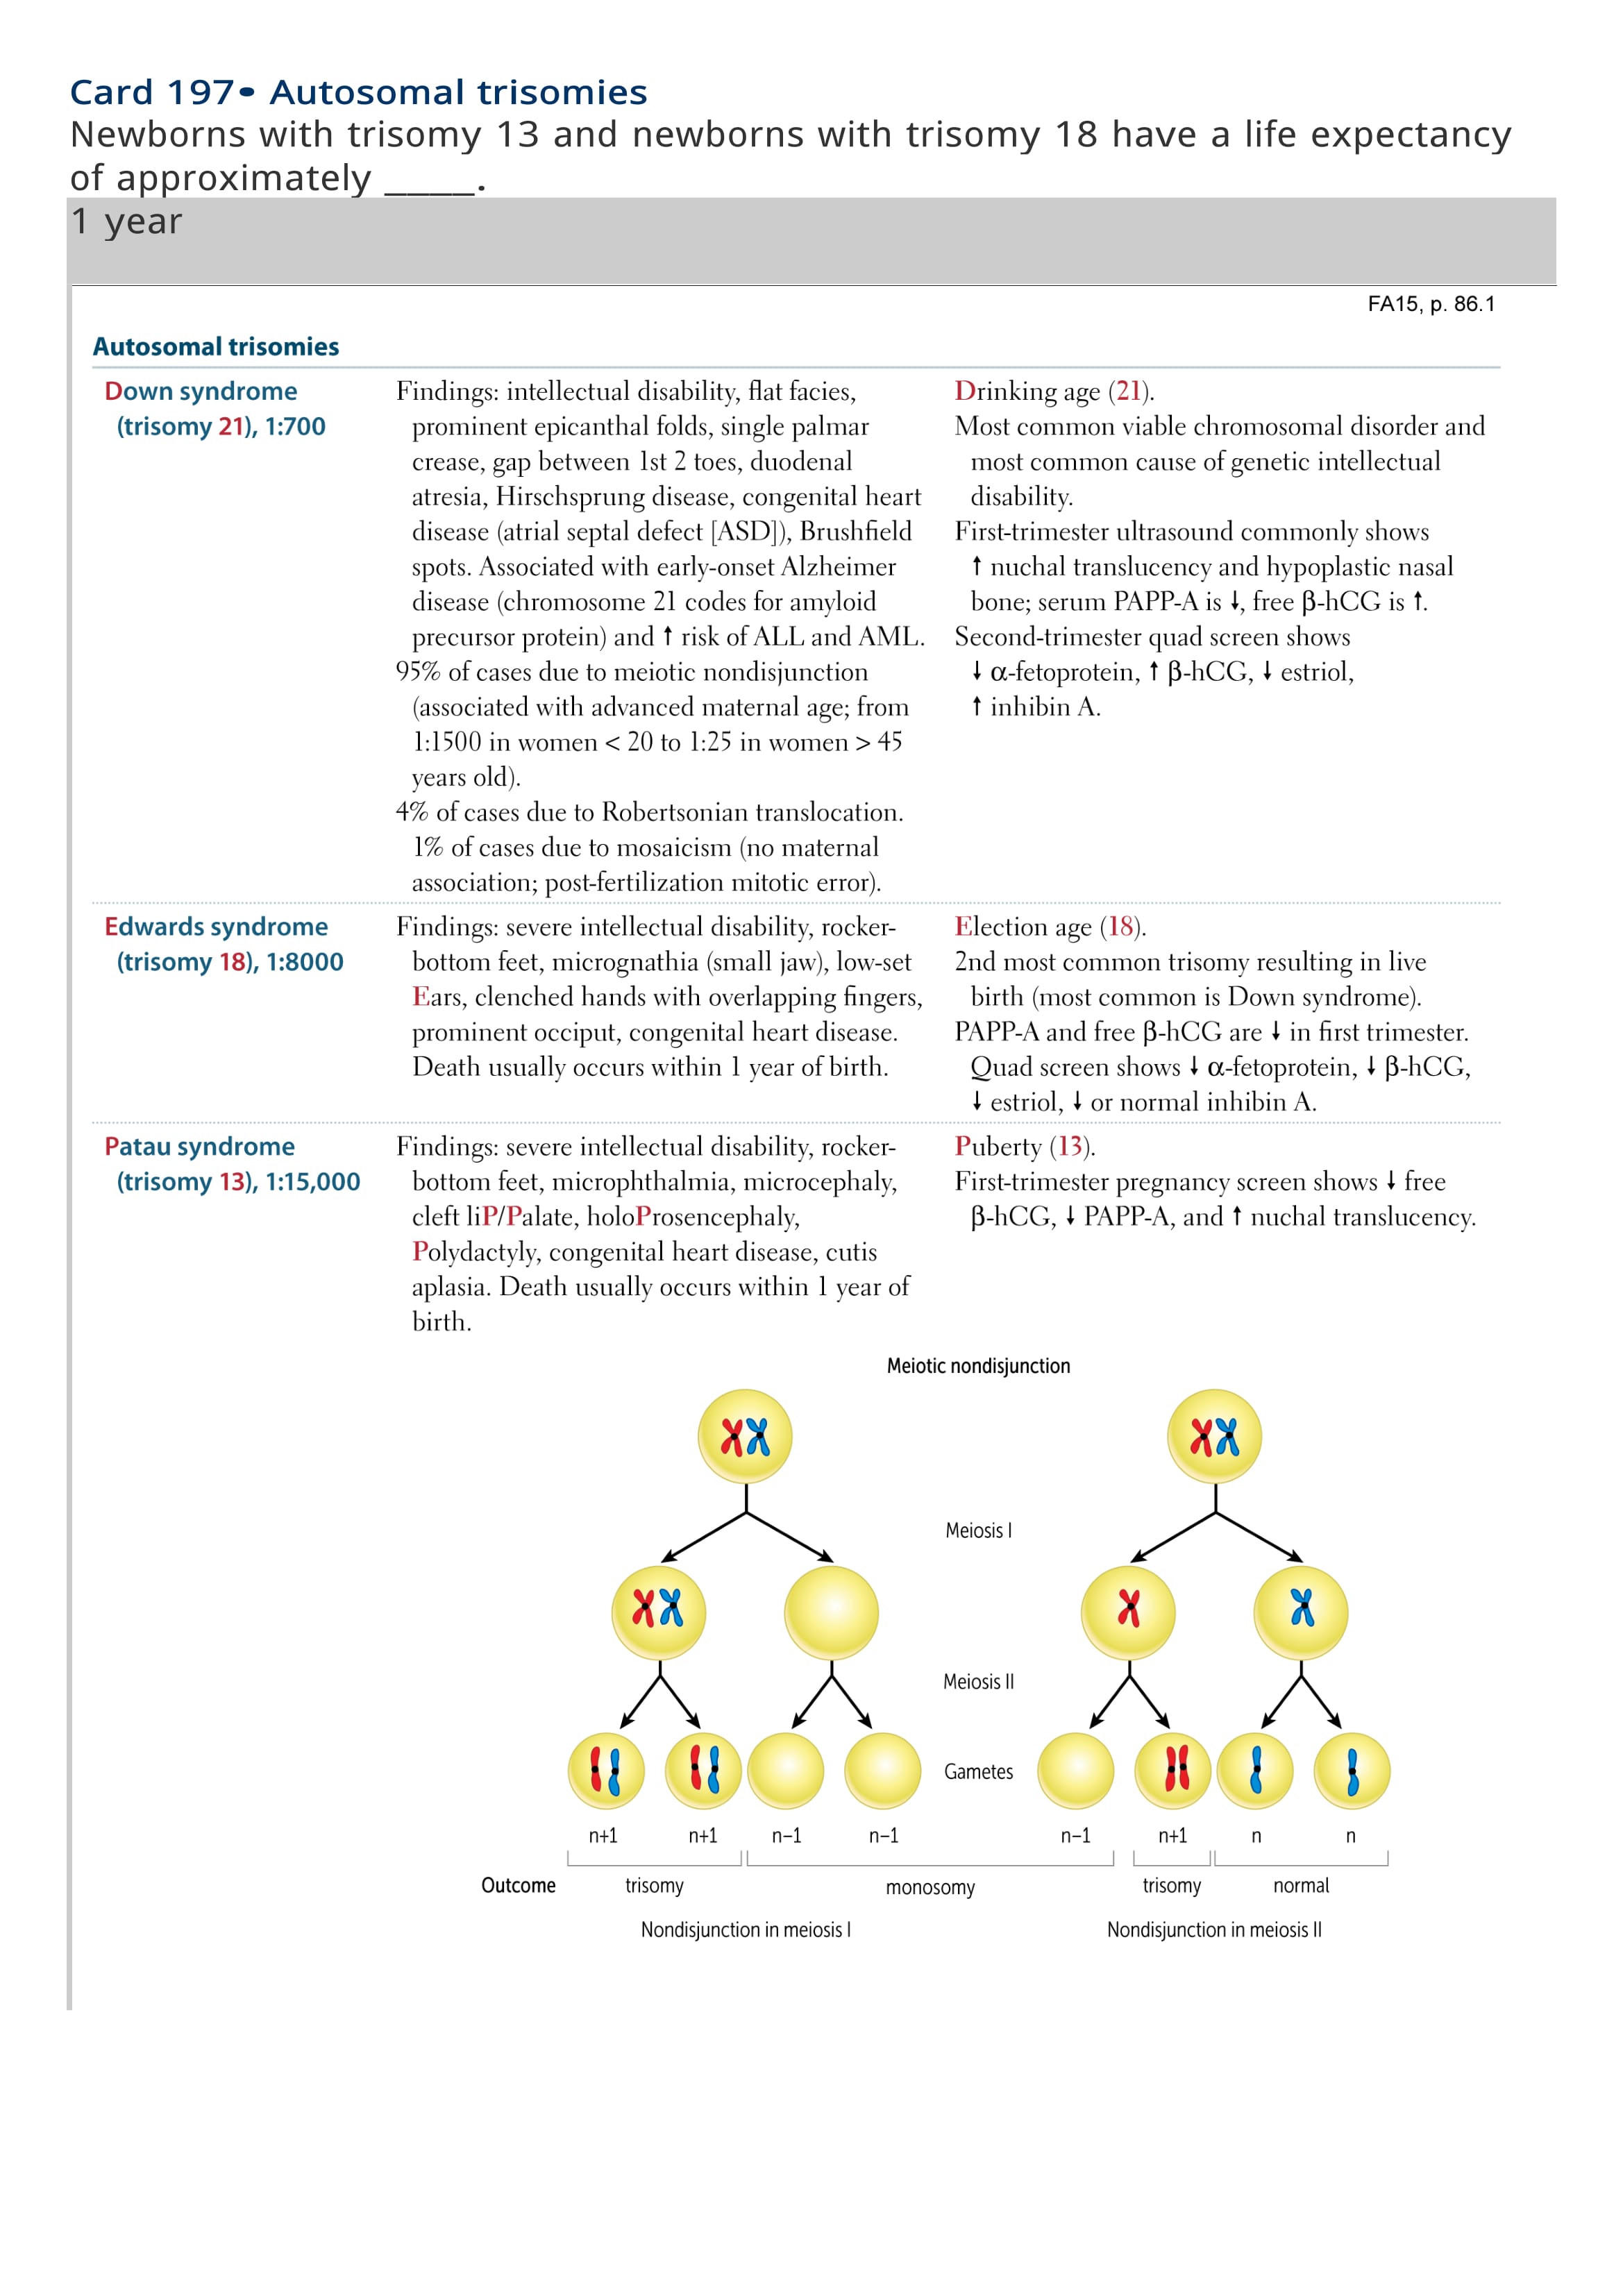 Card 197• Autosomal trisomies
Newborns with trisomy 13 and newborns with trisomy 18 have a life expectancy
of approximately ____.
1 year
FA15, p. 86.1
Autosomal trisomies
Down syndrome
(trisomy 21), 1:700
Findings: intellectual disability, flat facies,
prominent epicanthal folds, single palmar
crease, gap between 1st 2 toes, duodenal
atresia, Hirschsprung disease, congenital heart
disease (atrial septal defect [ASD]), Brushfield
spots. Associated with early-onset Alzheimer
disease (chromosome 21 codes for amyloid
precursor protein) and ↑ risk of ALL and AML.
95% of cases due to meiotic nondisjunction
(associated with advanced maternal age; from
1:1500 in women < 20 to 1:25 in women > 45
years old).
4% of cases due to Robertsonian translocation.
1% of cases due to mosaicism (no maternal
association; post-fertilization mitotic error).
Drinking age (21).
Most common viable chromosomal disorder and
most common cause of genetic intellectual
disability.
First-trimester ultrasound commonly shows
↑ nuchal translucency and hypoplastic nasal
bone; serum PAPP-A is ↓, free β-hCG is ↑.
Second-trimester quad screen shows
↓ α-fetoprotein, ↑ β-hCG, ↓ estriol,
↑ inhibin A.
Edwards syndrome
(trisomy 18), 1:8000
Findings: severe intellectual disability, rocker-
bottom feet, micrognathia (small jaw), low-set
Ears, clenched hands with overlapping fingers,
prominent occiput, congenital heart disease.
Death usually occurs within 1 year of birth.
Election age (18).
2nd most common trisomy resulting in live
birth (most common is Down syndrome).
PAPP-A and free β-hCG are ↓ in first trimester.
Quad screen shows ↓ α-fetoprotein, ↓ β-hCG,
↓ estriol, ↓ or normal inhibin A.
Patau syndrome
(trisomy 13), 1:15,000
Findings: severe intellectual disability, rocker-
bottom feet, microphthalmia, microcephaly,
cleft liP/Palate, holoProsencephaly,
Polydactyly, congenital heart disease, cutis
aplasia. Death usually occurs within 1 year of
birth.
Puberty (13).
First-trimester pregnancy screen shows ↓ free
β-hCG, ↓ PAPP-A, and ↑ nuchal translucency.
Meiotic nondisjunction
Meiosis I
Meiosis II
Gametes
n+1 n+1 n−1 n−1 n−1 n+1 n n
Outcome trisomy monosomy trisomy normal
Nondisjunction in meiosis I Nondisjunction in meiosis II